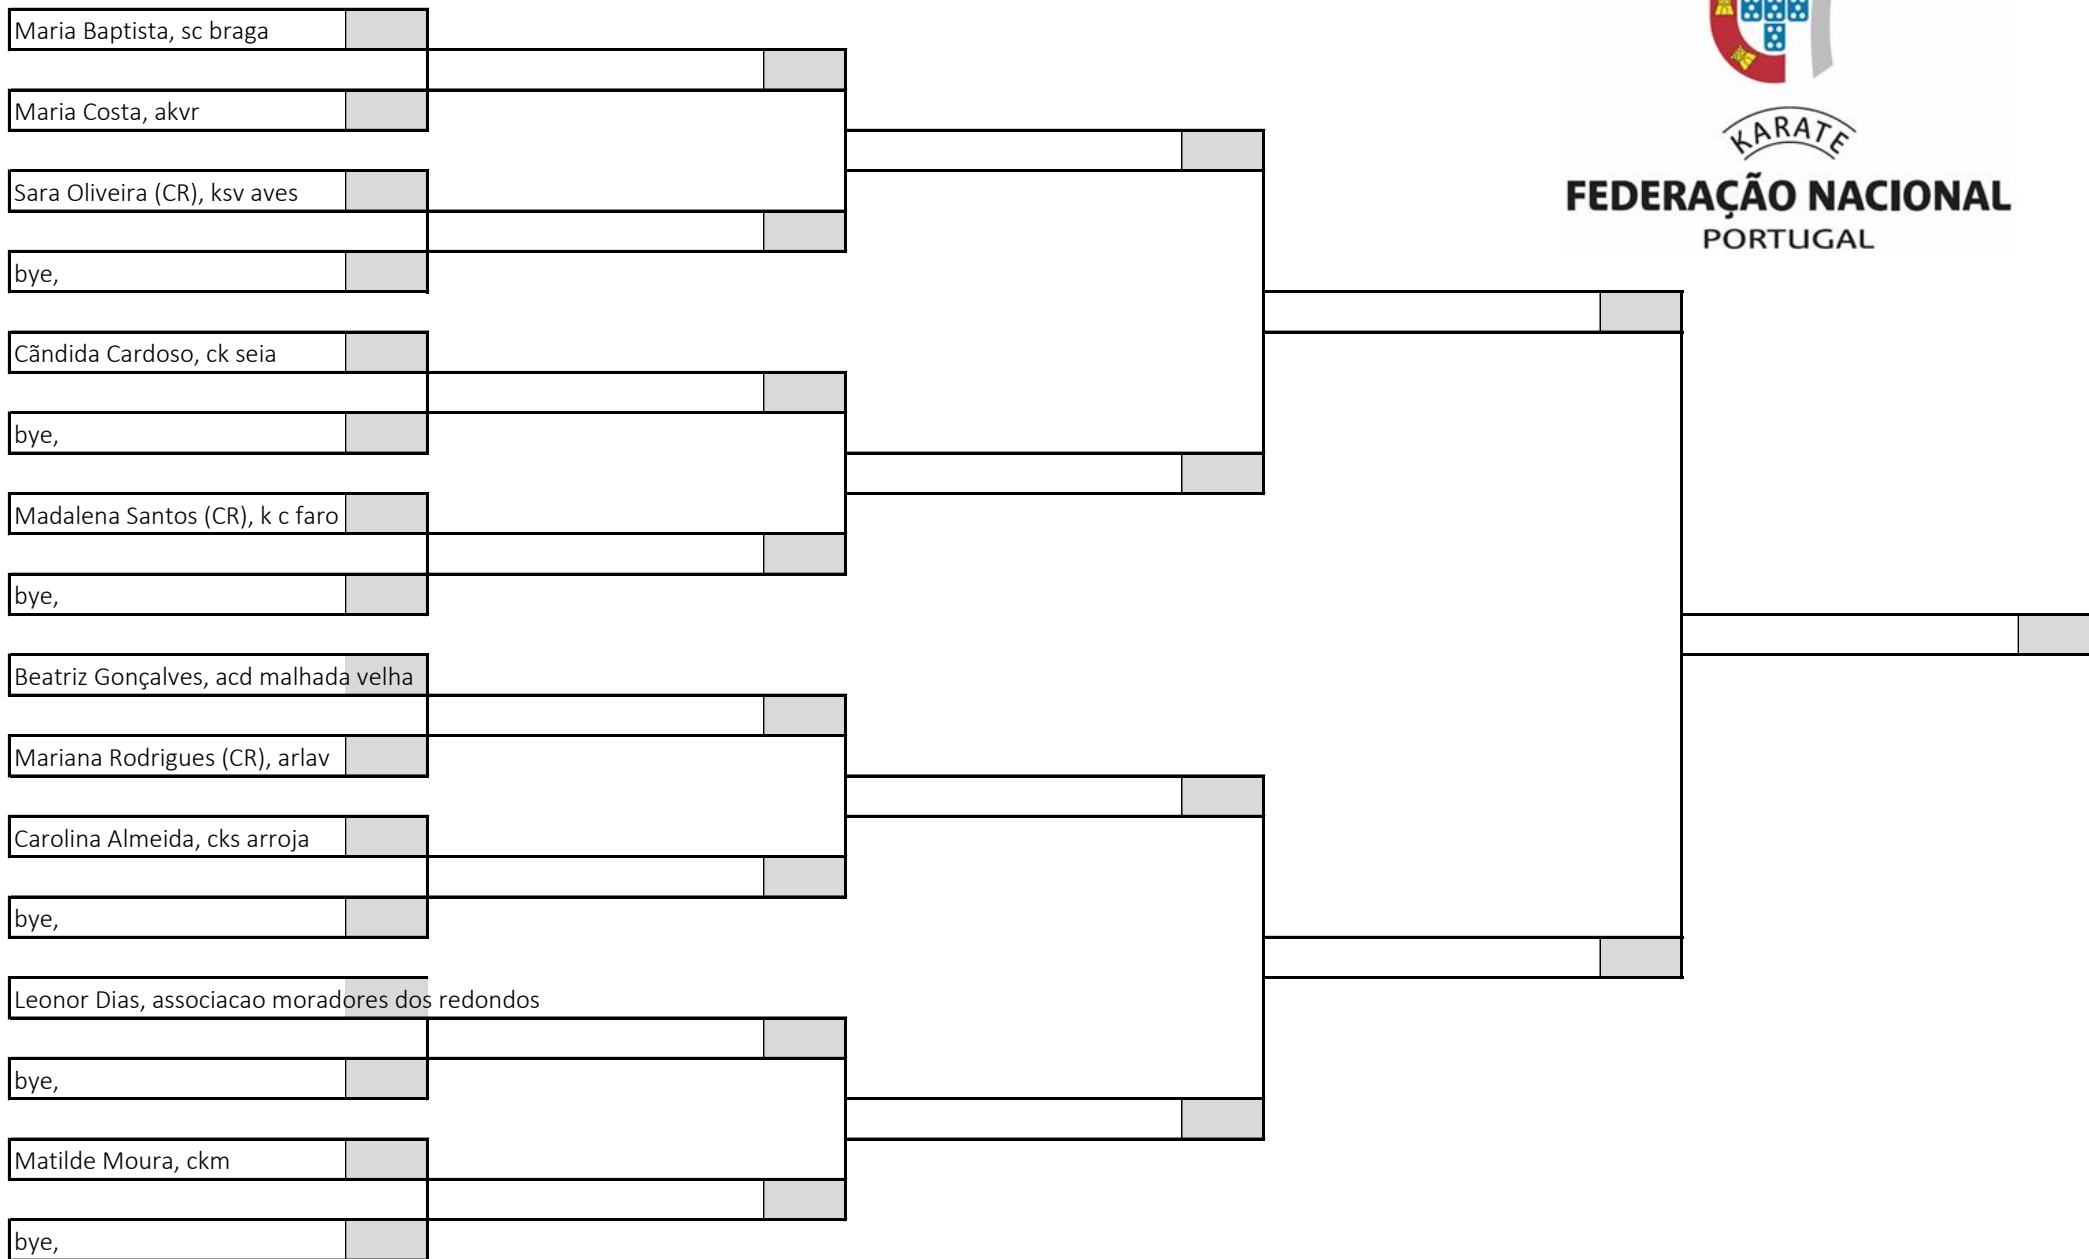 Maria Baptista, sc braga
Maria Costa, akvr
Sara Oliveira (CR), ksv aves
bye,
Cãndida Cardoso, ck seia
bye,
Madalena Santos (CR), k c faro
bye,
Beatriz Gonçalves, acd malhada velha
Mariana Rodrigues (CR), arlav
Carolina Almeida, cks arroja
bye,
Leonor Dias, associacao moradores dos redondos
bye,
Matilde Moura, ckm
bye,
KARATE
FEDERAÇÃO NACIONAL
PORTUGAL